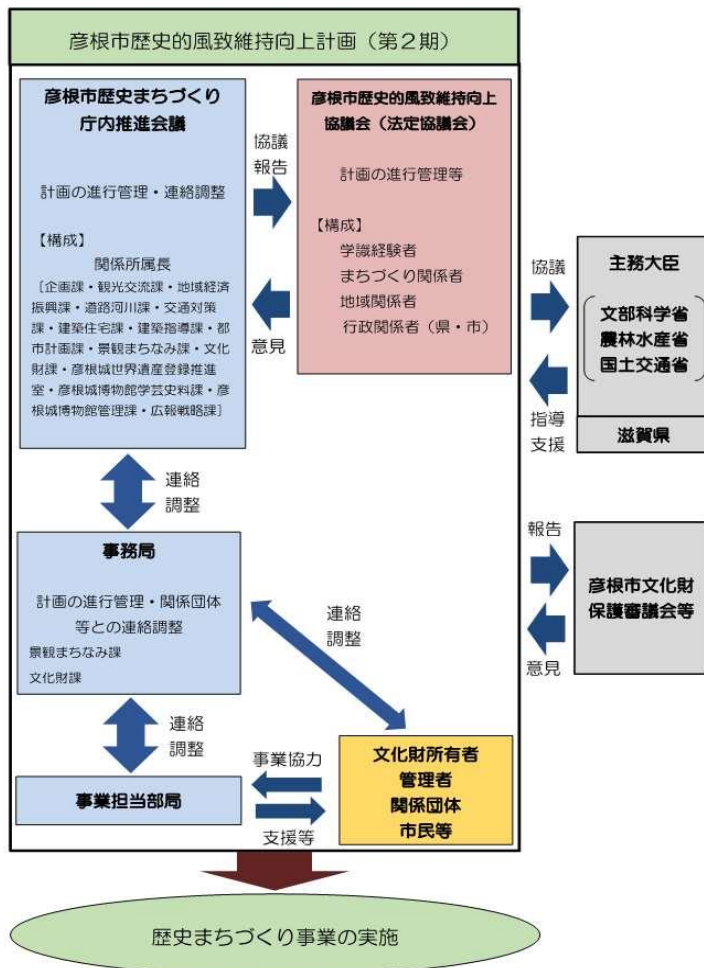 彦根市歴史的風致維持向上計画（第２期）
彦根市歴史まちづくり
庁内推進会議
計画の進行管理・連絡調整
【構成】
関係所属長
［企画課・観光交流課・地域経済
振興課・道路河川課・交通対策
課・建築住宅課・建築指導課・都
市計画課・景観まちなみ課・文化
財課・彦根城世界遺産登録推進
室・彦根城博物館学芸史料課・彦
根城博物館管理課・広報戦略課］
協議
報告
意見
彦根市歴史的風致維持向上
協議会（法定協議会）
計画の進行管理等
【構成】
学識経験者
まちづくり関係者
地域関係者
行政関係者（県・市）
協議
指導
支援
主務大臣
文部科学省
農林水産省
国土交通省
滋賀県
連絡
調整
事務局
計画の進行管理・関係団体
等との連絡調整
景観まちなみ課
文化財課
連絡
調整
報告
意見
彦根市文化財
保護審議会等
連絡
調整
事業担当部局
事業協力
支援等
文化財所有者
管理者
関係団体
市民等
歴史まちづくり事業の実施